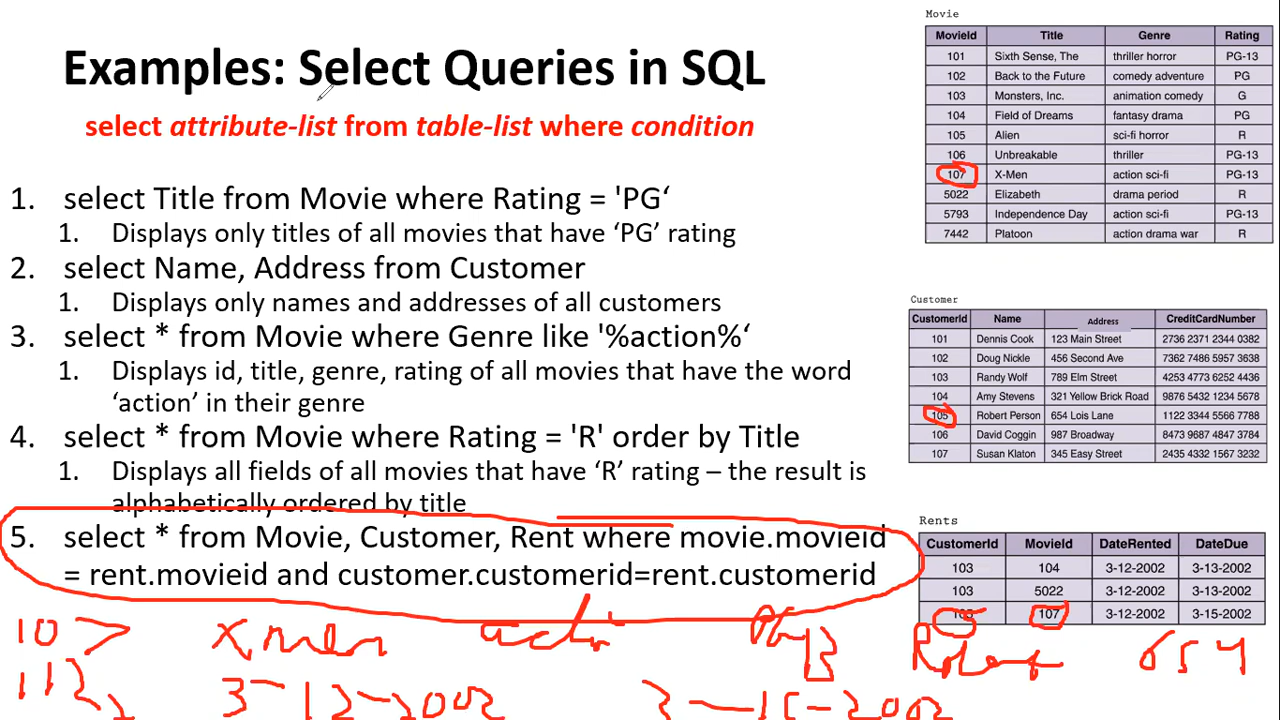 Examples: Select Queries in SQL
select attribute-list from table-list where condition
1. select Title from Movie where Rating = 'PG‘
1. Displays only titles of all movies that have ‘PG’ rating
2. select Name, Address from Customer
1. Displays only names and addresses of all customers
3. select * from Movie where Genre like '%action%‘
1. Displays id, title, genre, rating of all movies that have the word
‘action’ in their genre
4. select * from Movie where Rating = 'R' order by Title
1. Displays all fields of all movies that have ‘R’ rating – the result is
alphabetically ordered by title
5. select * from Movie, Customer, Rent where movie.movieid
= rent.movieid and customer.customerid=rent.customerid
Movie
MovieId Title Genre Rating
101 Sixth Sense, The thriller horror PG-13
102 Back to the Future comedy adventure PG
103 Monsters, Inc. animation comedy G
104 Field of Dreams fantasy drama PG
105 Alien sci-fi horror R
106 Unbreakable thriller PG-13
107 X-Men action sci-fi PG-13
5022 Elizabeth drama period R
5793 Independence Day action sci-fi PG-13
7442 Platoon action drama war R
Customer
CustomerId Name Address CreditCardNumber
101 Dennis Cook 123 Main Street 2736 2371 2344 0382
102 Doug Nickle 456 Second Ave 7362 7486 5957 3638
103 Randy Wolf 789 Elm Street 4253 4773 6252 4436
104 Amy Stevens 321 Yellow Brick Road 9876 5432 1234 5678
105 Robert Person 654 Lois Lane 1122 3344 5566 7788
106 David Coggin 987 Broadway 8473 9687 4847 3784
107 Susan Klaton 345 Easy Street 2435 4332 1567 3232
Rents
CustomerId MovieId DateRented DateDue
103 104 3-12-2002 3-13-2002
103 5022 3-12-2002 3-13-2002
105 107 3-12-2002 3-15-2002
107 Xmen PG 13 Robert 654
3-12-2002 3-15-2002